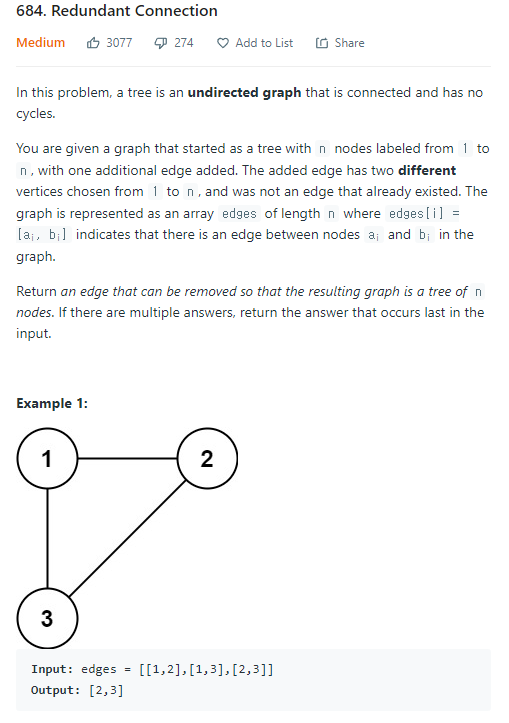 684. Redundant Connection
Medium 3077 274 Add to List Share
In this problem, a tree is an undirected graph that is connected and has no
cycles.
You are given a graph that started as a tree with n nodes labeled from 1 to
n, with one additional edge added. The added edge has two different
vertices chosen from 1 to n, and was not an edge that already existed. The
graph is represented as an array edges of length n where edges[i] =
[aᵢ, bᵢ] indicates that there is an edge between nodes aᵢ and bᵢ in the
graph.
Return an edge that can be removed so that the resulting graph is a tree of n
nodes. If there are multiple answers, return the answer that occurs last in the
input.
Example 1:
1 2
3
Input: edges = [[1,2],[1,3],[2,3]]
Output: [2,3]